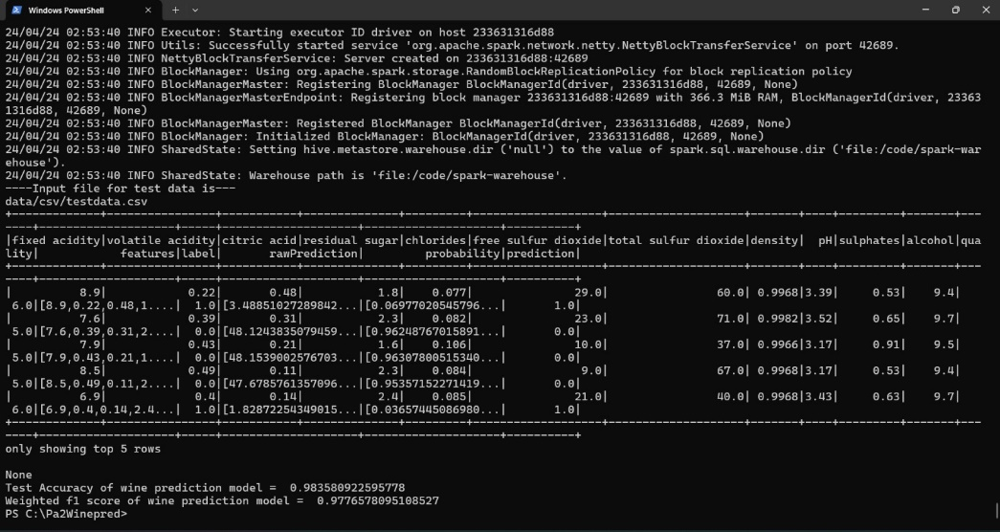 Windows PowerShell
24/04/24 02:53:40 INFO Executor: Starting executor ID driver on host 233631316d88
24/04/24 02:53:40 INFO Utils: Successfully started service 'org.apache.spark.network.netty.NettyBlockTransferService' on port 42689.
24/04/24 02:53:40 INFO NettyBlockTransferService: Server created on 233631316d88:42689
24/04/24 02:53:40 INFO BlockManager: Using org.apache.spark.storage.RandomBlockReplicationPolicy for block replication policy
24/04/24 02:53:40 INFO BlockManagerMaster: Registering BlockManager BlockManagerId(driver, 233631316d88, 42689, None)
24/04/24 02:53:40 INFO BlockManagerMasterEndpoint: Registering block manager 233631316d88:42689 with 366.3 MiB RAM, BlockManagerId(driver, 23363
1316d88, 42689, None)
24/04/24 02:53:40 INFO BlockManagerMaster: Registered BlockManager BlockManagerId(driver, 233631316d88, 42689, None)
24/04/24 02:53:40 INFO BlockManager: Initialized BlockManager: BlockManagerId(driver, 233631316d88, 42689, None)
24/04/24 02:53:40 INFO SharedState: Setting hive.metastore.warehouse.dir ('null') to the value of spark.sql.warehouse.dir ('file:/code/spark-war
ehouse').
24/04/24 02:53:40 INFO SharedState: Warehouse path is 'file:/code/spark-warehouse'.
----Input file for test data is---
data/csv/testdata.csv
+-------------+----------------+-----------+--------------+---------+-------------------+--------------------+-------+----+---------+-------+---
----+--------------------+-----+--------------------+--------------------+----------+
|fixed acidity|volatile acidity|citric acid|residual sugar|chlorides|free sulfur dioxide|total sulfur dioxide|density|  pH|sulphates|alcohol|qua
lity|            features|label|       rawPrediction|         probability|prediction|
+-------------+----------------+-----------+--------------+---------+-------------------+--------------------+-------+----+---------+-------+---
----+--------------------+-----+--------------------+--------------------+----------+
|          8.9|            0.22|       0.48|           1.8|    0.077|               29.0|                60.0| 0.9968|3.39|     0.53|    9.4|
 6.0|[8.9,0.22,0.48,1....|  1.0|[3.48851027289842...|[0.06977020545796...|       1.0|
|          7.6|            0.39|       0.31|           2.3|    0.082|               23.0|                71.0| 0.9982|3.52|     0.65|    9.7|
 5.0|[7.6,0.39,0.31,2....|  0.0|[48.1243835079459...|[0.96248767015891...|       0.0|
|          7.9|            0.43|       0.21|           1.6|    0.106|               10.0|                37.0| 0.9966|3.17|     0.91|    9.5|
 5.0|[7.9,0.43,0.21,1....|  0.0|[48.1539002576703...|[0.96307800515340...|       0.0|
|          8.5|            0.49|       0.11|           2.3|    0.084|                9.0|                67.0| 0.9968|3.17|     0.53|    9.4|
 5.0|[8.5,0.49,0.11,2....|  0.0|[47.6785761357096...|[0.95357152271419...|       0.0|
|          6.9|             0.4|       0.14|           2.4|    0.085|               21.0|                40.0| 0.9968|3.43|     0.63|    9.7|
 6.0|[6.9,0.4,0.14,2.4...|  1.0|[1.82872254349015...|[0.03657445086980...|       1.0|
+-------------+----------------+-----------+--------------+---------+-------------------+--------------------+-------+----+---------+-------+---
----+--------------------+-----+--------------------+--------------------+----------+
only showing top 5 rows
None
Test Accuracy of wine prediction model =  0.983580922595778
Weighted f1 score of wine prediction model =  0.9776578095108527
PS C:\Pa2Winepred>